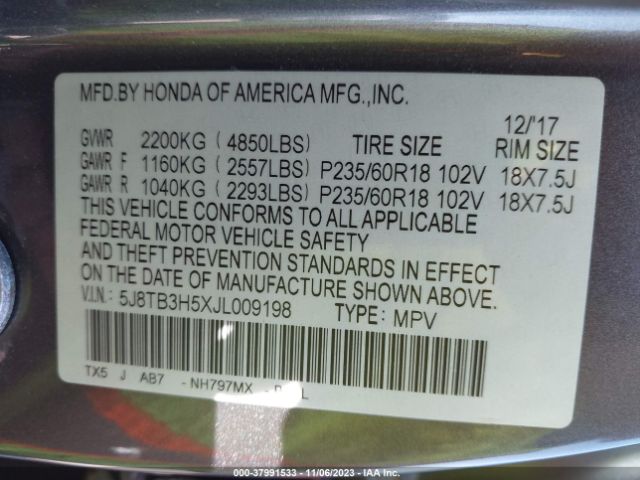 MFD.BY HONDA OF AMERICA MFG.,INC.
12/'17
GVWR 2200KG ( 4850LBS) TIRE SIZE RIM SIZE
GAWR F 1160KG ( 2557LBS) P235/60R18 102V 18X7.5J
GAWR R 1040KG ( 2293LBS) P235/60R18 102V 18X7.5J
THIS VEHICLE CONFORMS TO ALL APPLICABLE
FEDERAL MOTOR VEHICLE SAFETY
AND THEFT PREVENTION STANDARDS IN EFFECT
ON THE DATE OF MANUFACTURE SHOWN ABOVE.
V.I.N.: 5J8TB3H5XJL009198 TYPE: MPV
TX5 J AB7 -NH797MX
000-37991533 - 11/06/2023 - IAA Inc.